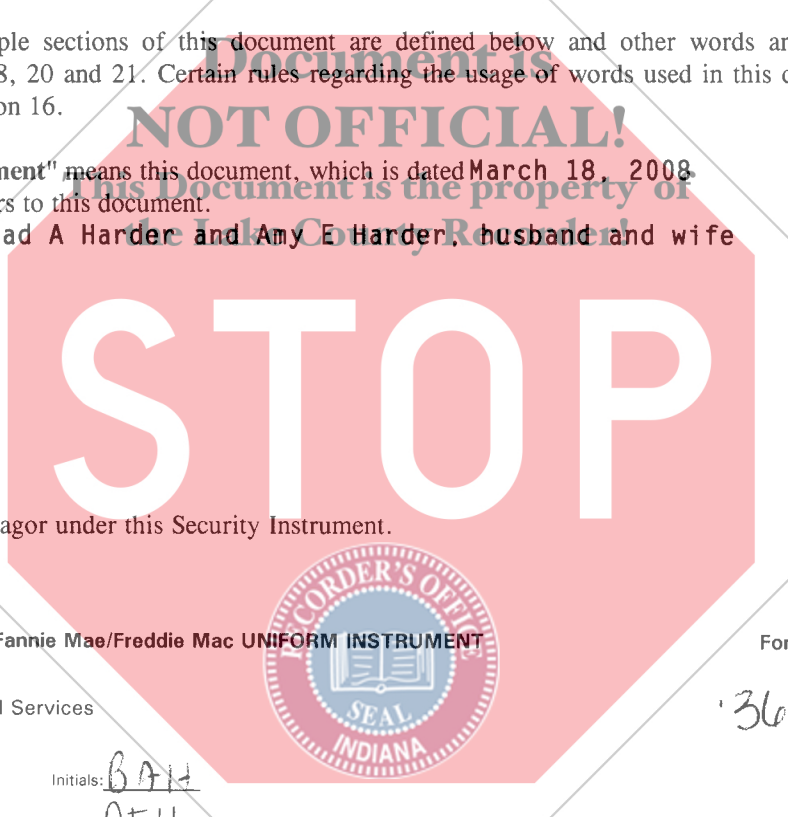 ple sections of this document are defined below and other words ar
8, 20 and 21. Certain rules regarding the usage of words used in this d
on 16.
Document is
NOT OFFICIAL!
This Document is the property of
the Lake County Recorder!
ment" means this document, which is dated March 18, 2008
rs to this document.
ad A Harder and Amy E Harder, husband and wife
STOP
agor under this Security Instrument.
RECORDER'S OFFICE
SEAL
INDIANA
Fannie Mae/Freddie Mac UNIFORM INSTRUMENT
For
l Services
'36
Initials: BAH
AEH